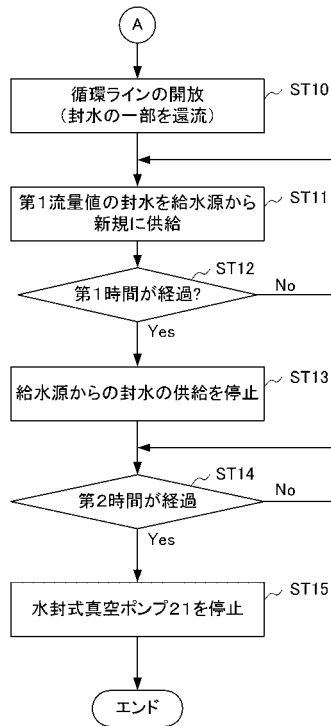 A
循環ラインの開放
(封水の一部を還流)
ST10
第1流量値の封水を給水源から
新規に供給
ST11
第1時間が経過?
ST12
No
Yes
給水源からの封水の供給を停止
ST13
第2時間が経過
ST14
No
Yes
水封式真空ポンプ21を停止
ST15
エンド